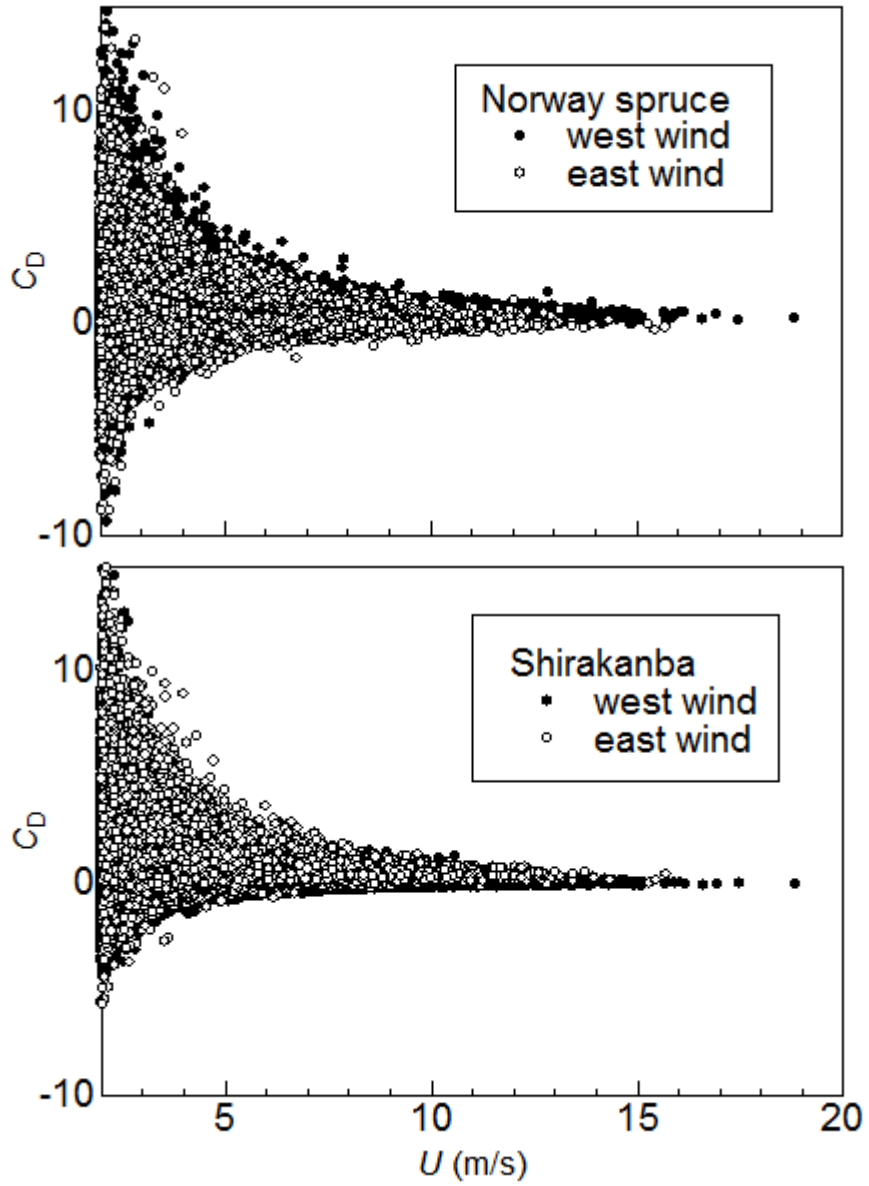 10
0
-10
C_D
Norway spruce
west wind
east wind
10
0
-10
C_D
Shirakanba
west wind
east wind
5 10 15 20
U (m/s)